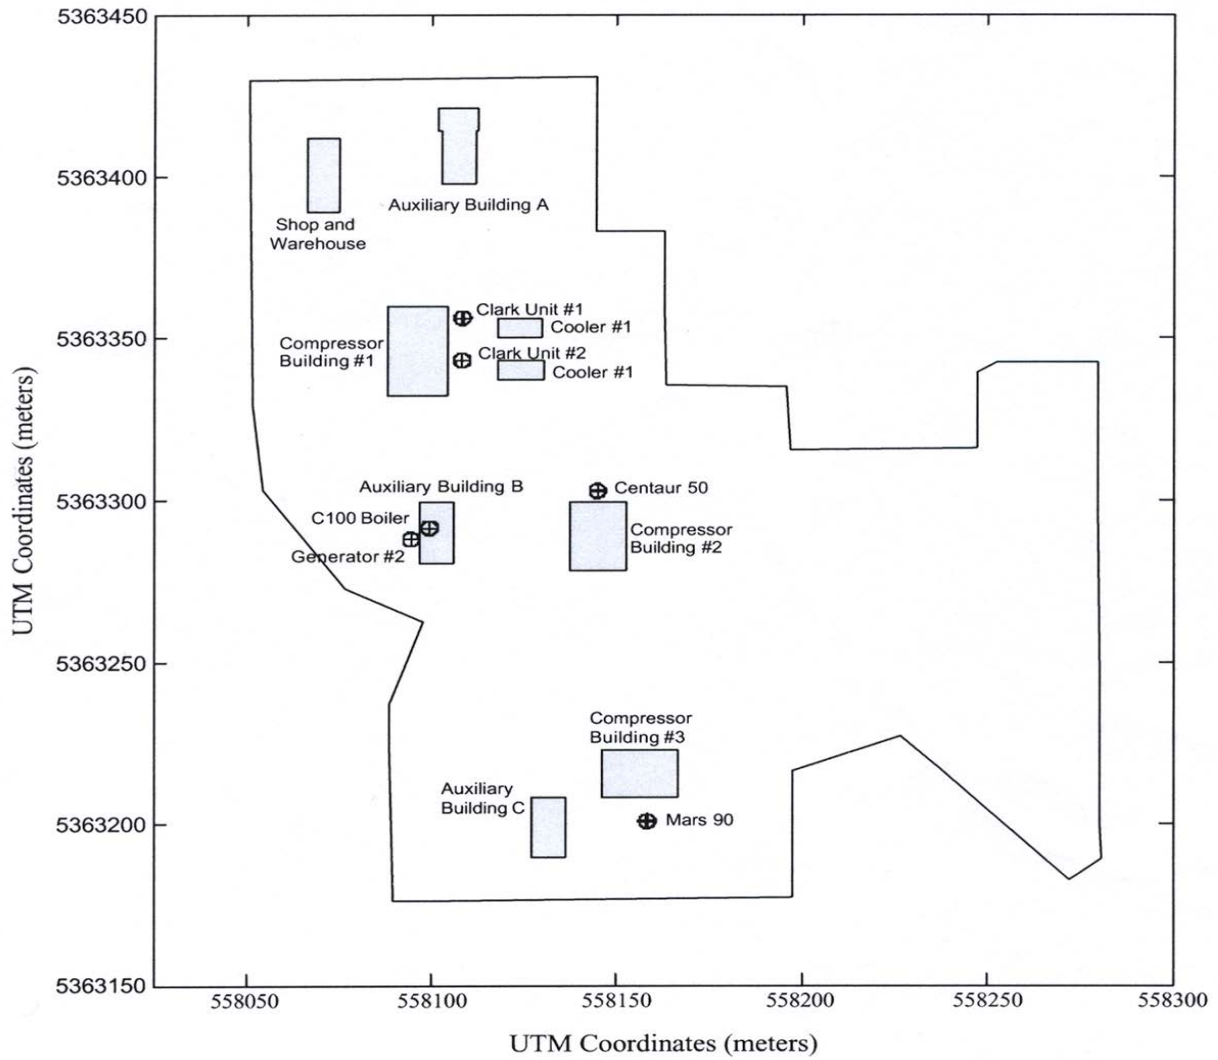 5363450
5363400
5363350
5363300
5363250
5363200
5363150
UTM Coordinates (meters)
Auxiliary Building A
Shop and
Warehouse
Clark Unit #1
Cooler #1
Compressor
Building #1
Clark Unit #2
Cooler #1
Auxiliary Building B
C100 Boiler
Generator #2
Centaur 50
Compressor
Building #2
Compressor
Building #3
Auxiliary
Building C
Mars 90
558050
558100
558150
558200
558250
558300
UTM Coordinates (meters)